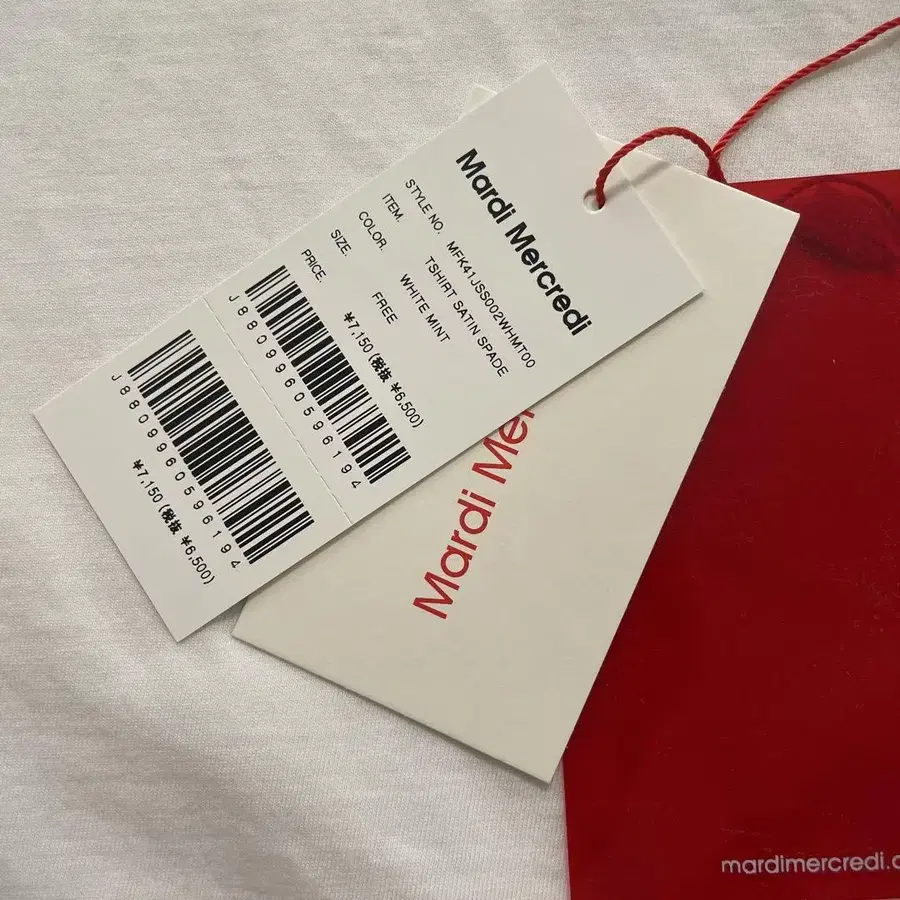 Mardi Mercredi
STYLE NO. MFK41JSS002WHMT00
ITEM. TSHIRT SATIN SPADE
COLOR. WHITE MINT
SIZE. FREE
PRICE. ¥7,150 (税抜 ¥6,500)
J8809960596194
J8809960596194
¥7,150 (税抜 ¥6,500)
Mardi Mer
mardimercredi.c